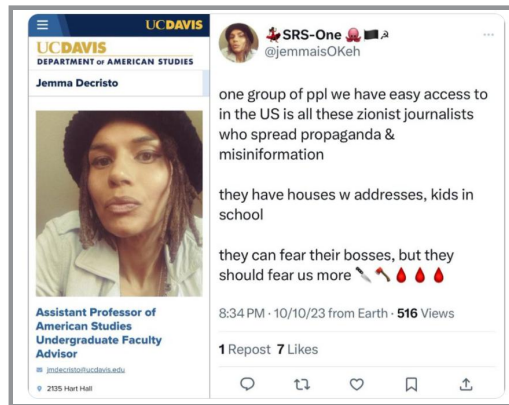 UCDAVIS
UCDAVIS
DEPARTMENT OF AMERICAN STUDIES
Jemma Decristo
Assistant Professor of
American Studies
Undergraduate Faculty
Advisor
jmdecristo@ucdavis.edu
2135 Hart Hall
SRS-One
@jemmaisOKeh
one group of ppl we have easy access to
in the US is all these zionist journalists
who spread propaganda &
misiniformation
they have houses w addresses, kids in
school
they can fear their bosses, but they
should fear us more 🔪🪓🩸🩸🩸
8:34 PM · 10/10/23 from Earth · 516 Views
1 Repost 7 Likes